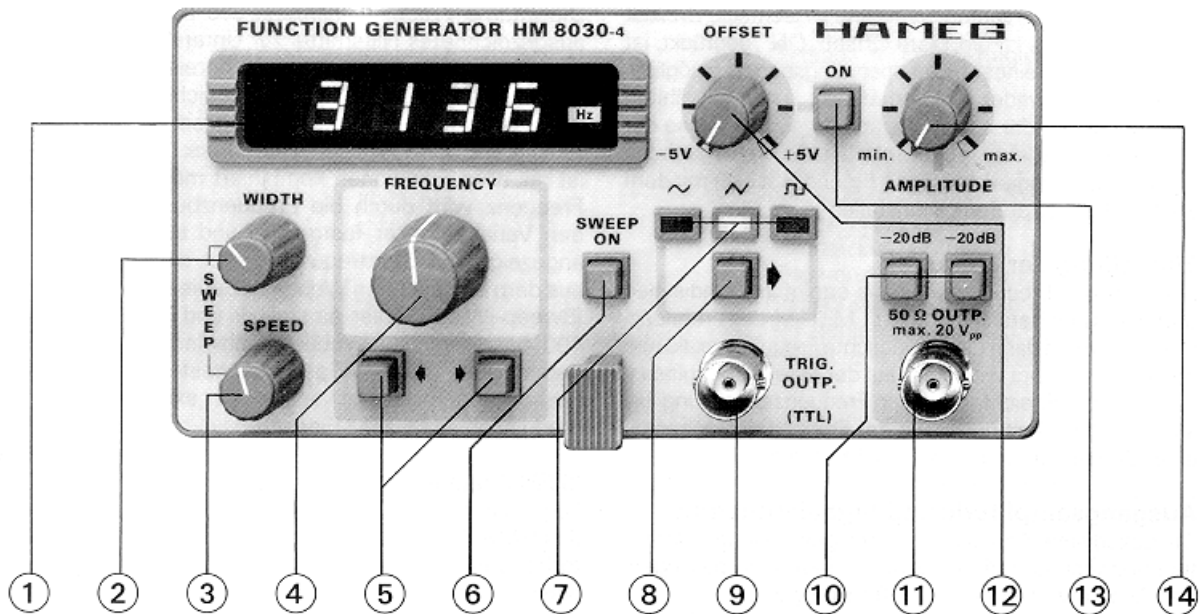 FUNCTION GENERATOR HM 8030-4
OFFSET
HAMEG
3136 Hz
ON
-5V +5V
min. max.
AMPLITUDE
WIDTH
FREQUENCY
SWEEP
ON
-20dB -20dB
SWEEP
50 Ω OUTP.
max. 20 Vpp
SPEED
TRIG.
OUTP.
(TTL)
1 2 3 4 5 6 7 8 9 10 11 12 13 14